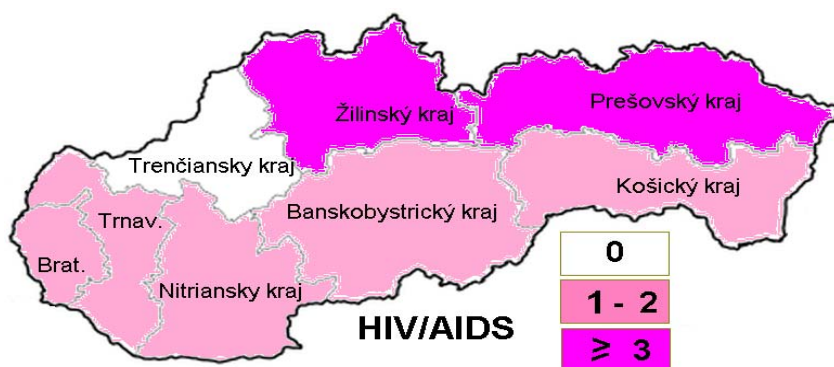 Žilinský kraj
Prešovský kraj
Trenčiansky kraj
Košický kraj
Banskobystrický kraj
Trnav.
Brat.
Nitriansky kraj
HIV/AIDS
0
1 - 2
≥ 3